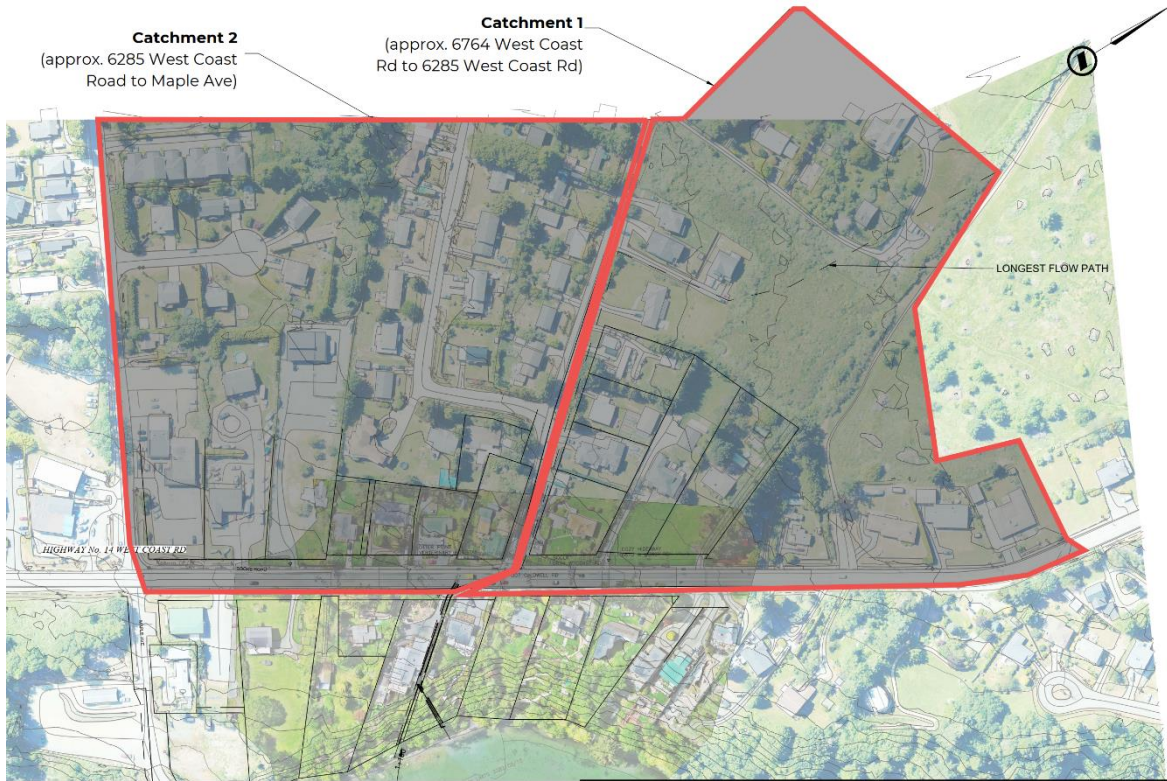 Catchment 2
(approx. 6285 West Coast
Road to Maple Ave)
Catchment 1
(approx. 6764 West Coast
Rd to 6285 West Coast Rd)
LONGEST FLOW PATH
HIGHWAY No. 14 WEST COAST RD